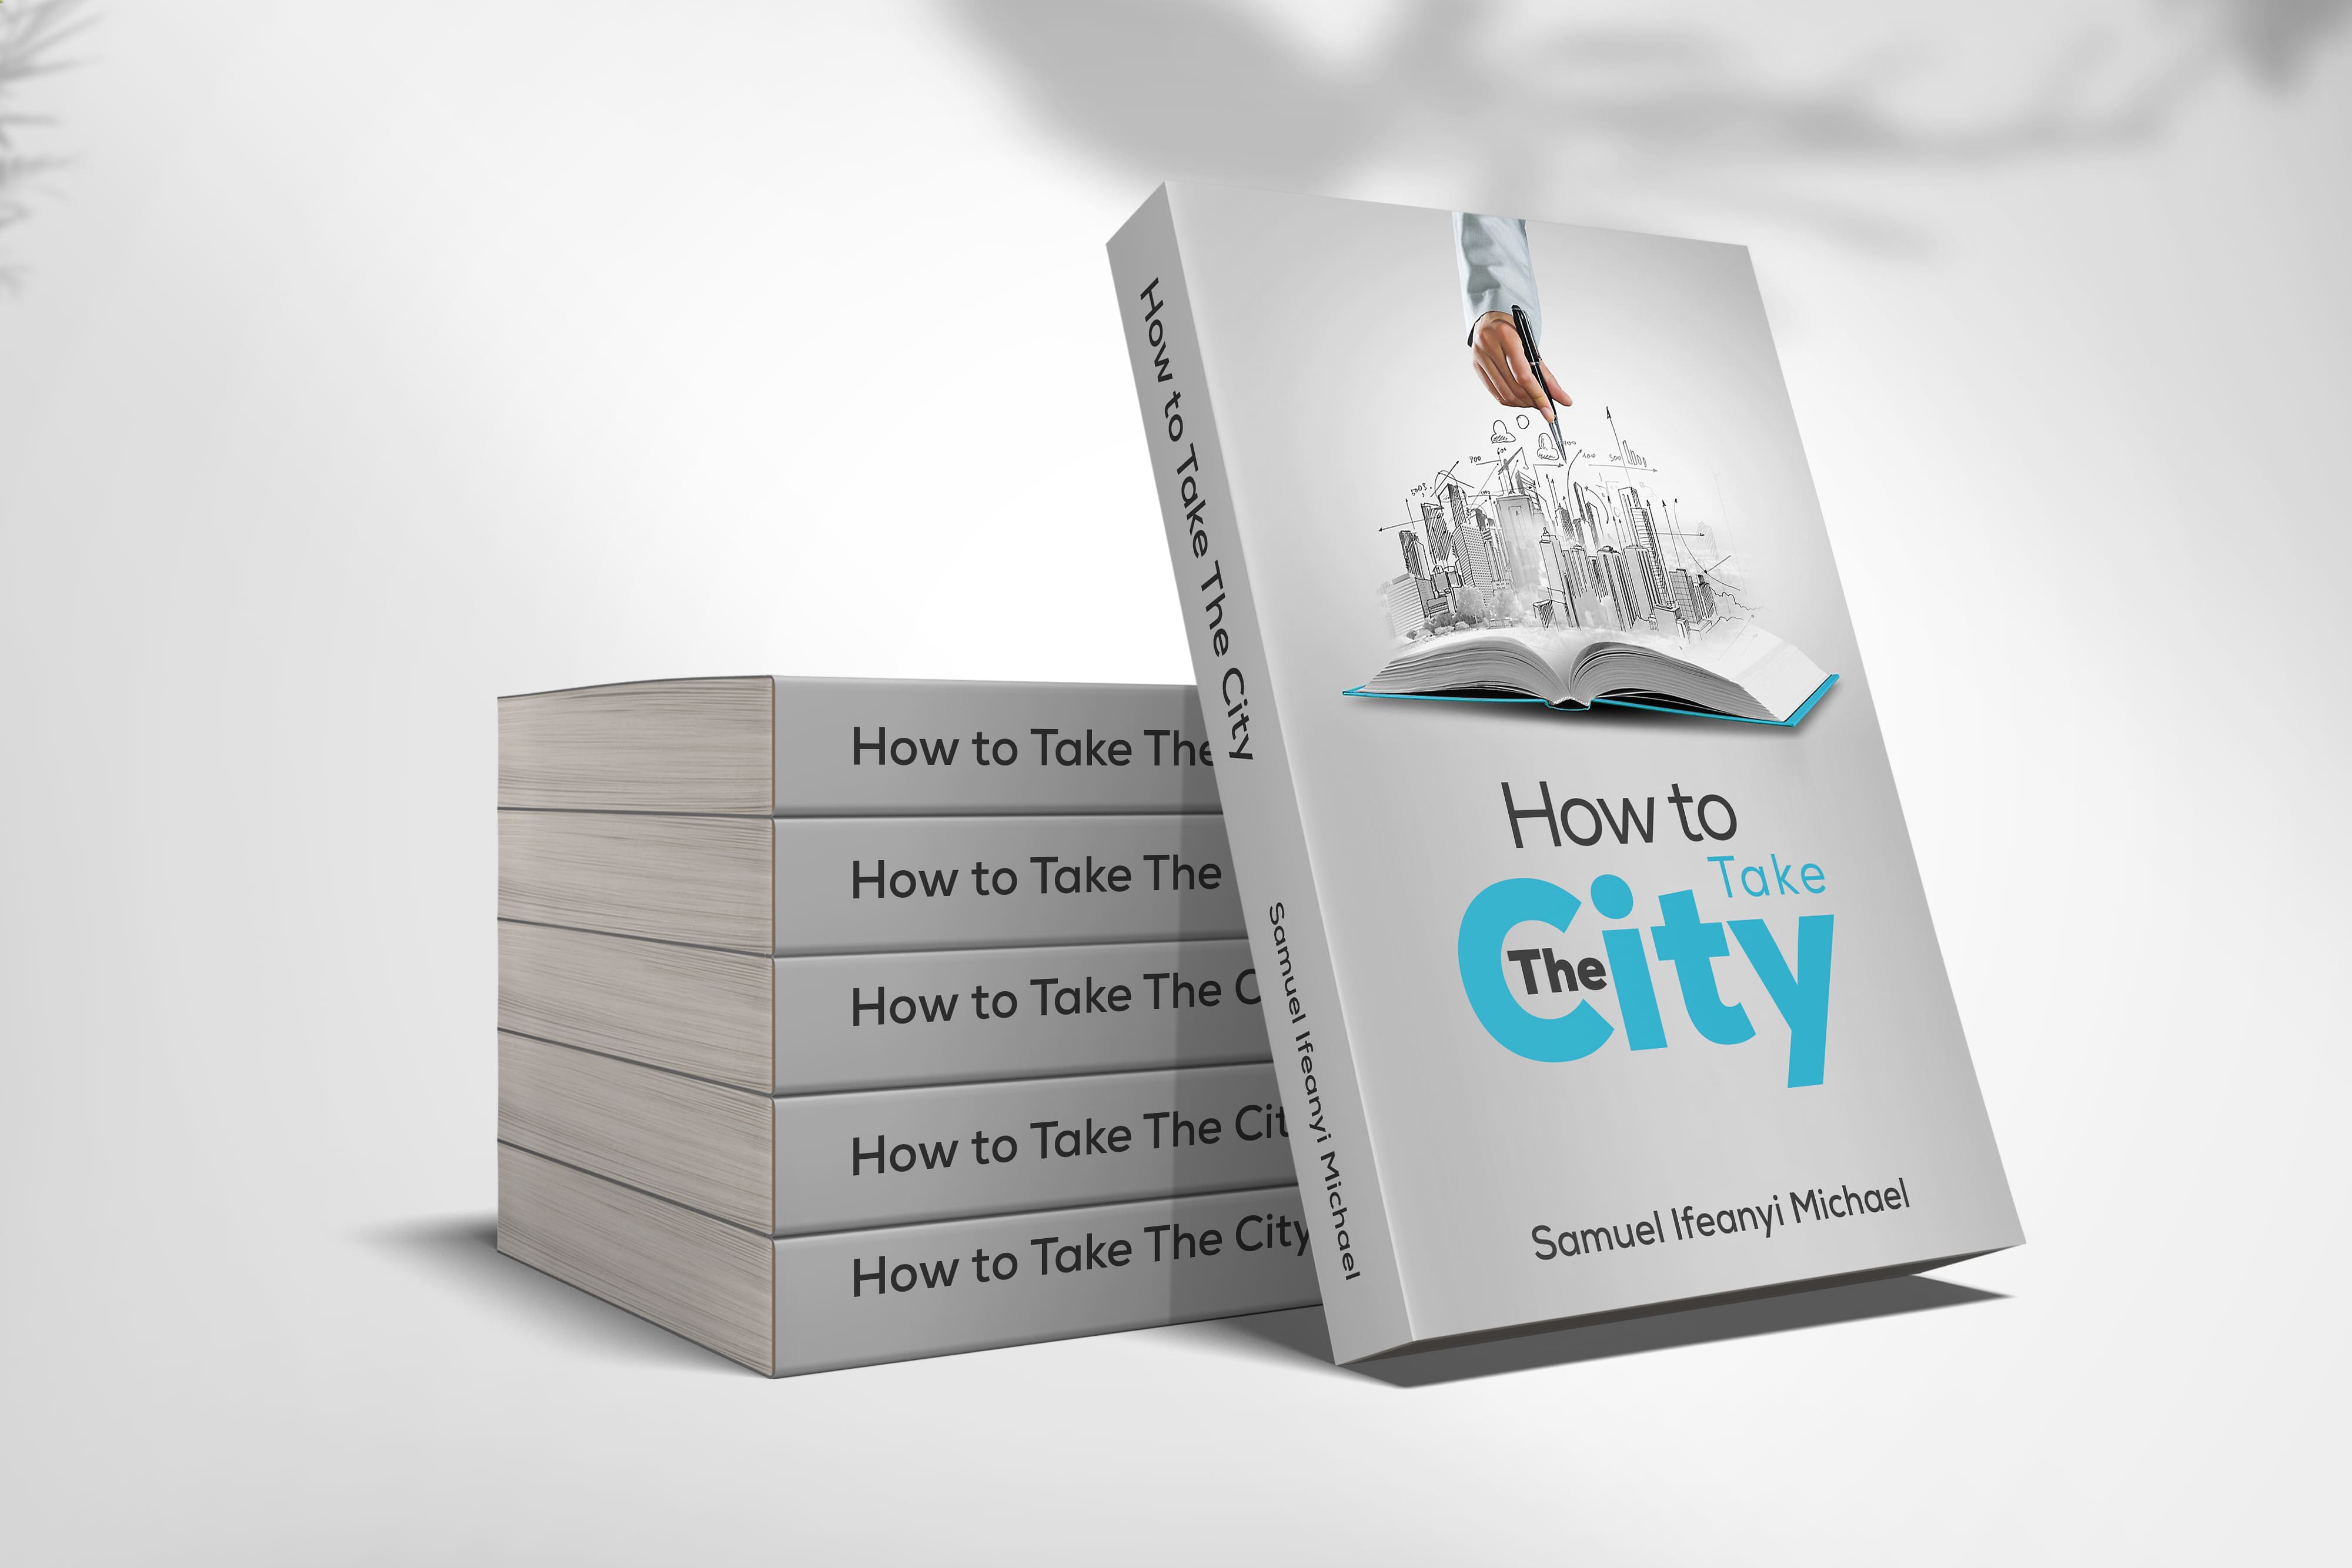 How to Take The
How to Take The
How to Take The C
How to Take The Cit
How to Take The City
How to Take The City
Samuel Ifeanyi Michael
How to
Take
The
City
Samuel Ifeanyi Michael